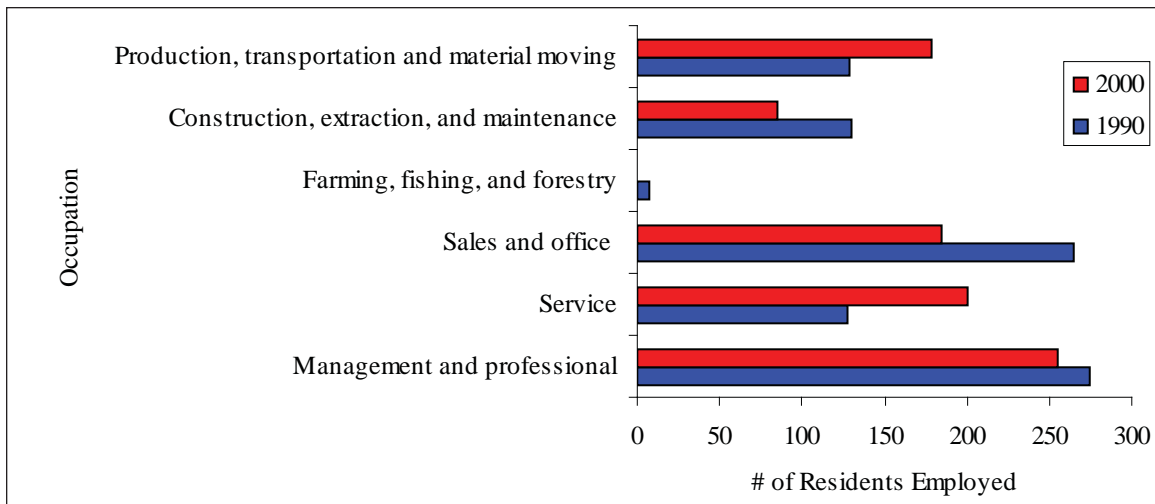 Production, transportation and material moving
Construction, extraction, and maintenance
Farming, fishing, and forestry
Sales and office
Service
Management and professional
Occupation
2000
1990
0 50 100 150 200 250 300
# of Residents Employed